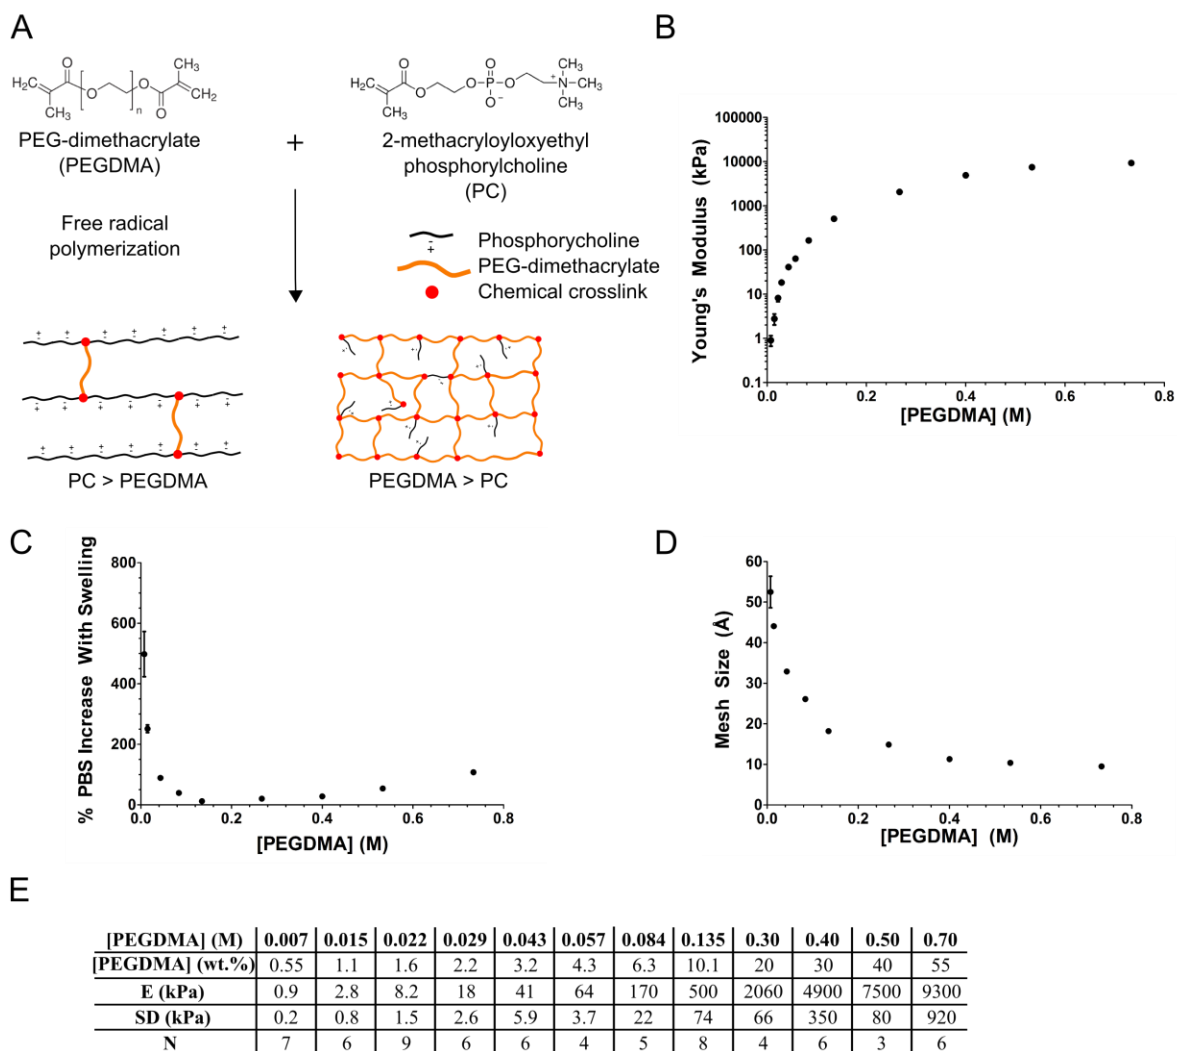 A
H₂C
O
CH₃
O
n
O
O
CH₃
CH₂
PEG-dimethacrylate
(PEGDMA)
+
H₂C
CH₃
O
O
O
P
O
O⁻
O
N
+
CH₃
CH₃
CH₃
2-methacryloyloxyethyl
phosphorylcholine
(PC)
Free radical
polymerization
Phosphorycholine
PEG-dimethacrylate
Chemical crosslink
PC > PEGDMA
PEGDMA > PC
B
Young's Modulus (kPa)
100000
10000
1000
100
10
1
0.1
0.0 0.2 0.4 0.6 0.8
[PEGDMA] (M)
C
% PBS Increase With Swelling
800
600
400
200
0
0.0 0.2 0.4 0.6 0.8
[PEGDMA] (M)
D
Mesh Size (Å)
60
50
40
30
20
10
0
0.0 0.2 0.4 0.6 0.8
[PEGDMA] (M)
E
[PEGDMA] (M) 0.007 0.015 0.022 0.029 0.043 0.057 0.084 0.135 0.30 0.40 0.50 0.70
[PEGDMA] (wt.%) 0.55 1.1 1.6 2.2 3.2 4.3 6.3 10.1 20 30 40 55
E (kPa) 0.9 2.8 8.2 18 41 64 170 500 2060 4900 7500 9300
SD (kPa) 0.2 0.8 1.5 2.6 5.9 3.7 22 74 66 350 80 920
N 7 6 9 6 6 4 5 8 4 6 3 6